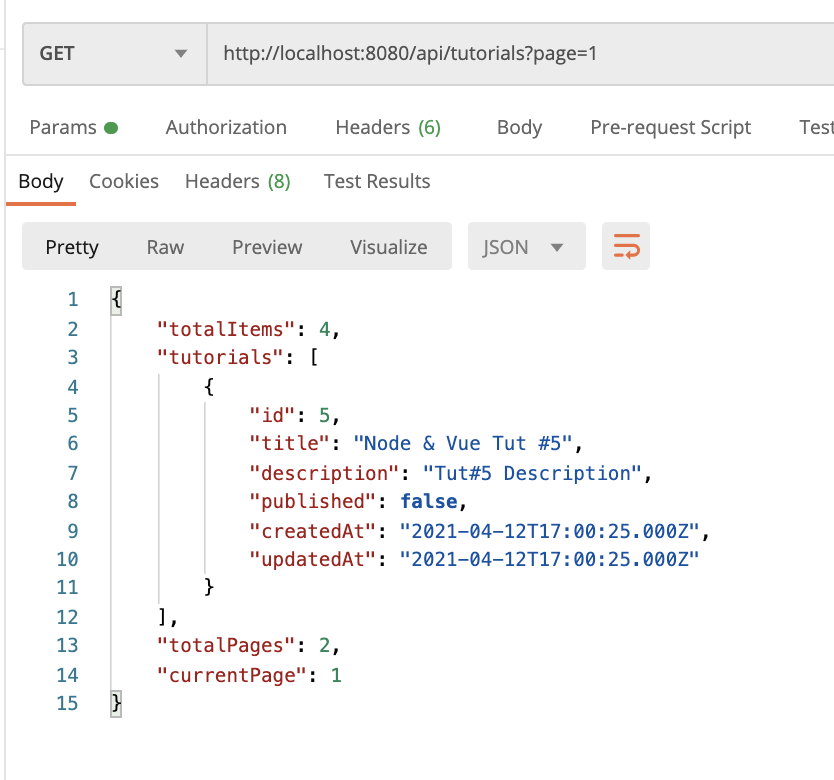 GET http://localhost:8080/api/tutorials?page=1
Params Authorization Headers (6) Body Pre-request Script Test
Body Cookies Headers (8) Test Results
Pretty Raw Preview Visualize JSON
1 {
2 "totalItems": 4,
3 "tutorials": [
4 {
5 "id": 5,
6 "title": "Node & Vue Tut #5",
7 "description": "Tut#5 Description",
8 "published": false,
9 "createdAt": "2021-04-12T17:00:25.000Z",
10 "updatedAt": "2021-04-12T17:00:25.000Z"
11 }
12 ],
13 "totalPages": 2,
14 "currentPage": 1
15 }